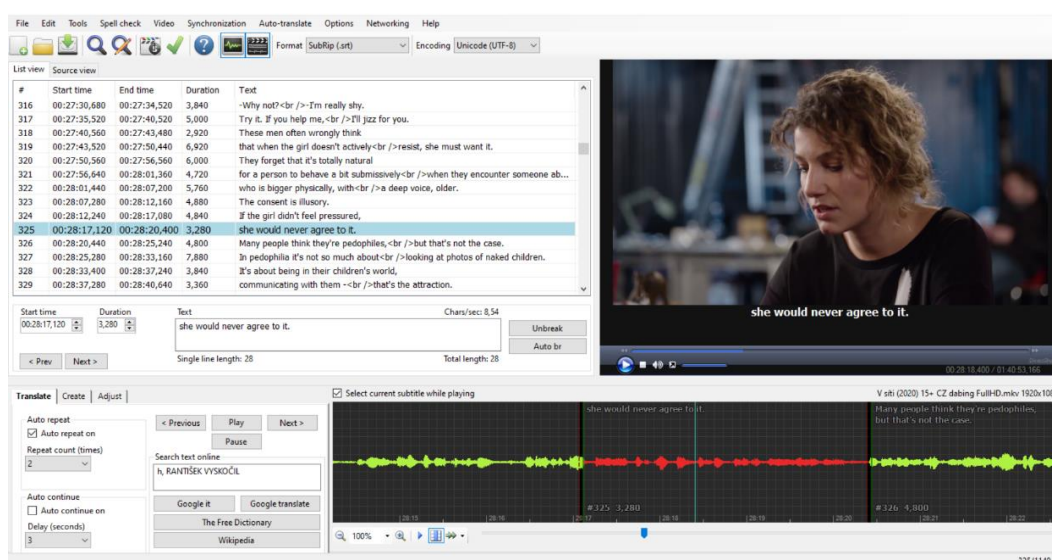 File Edit Tools Spell check Video Synchronization Auto-translate Options Networking Help
Format SubRip (.srt) Encoding Unicode (UTF-8)
List view Source view
# Start time End time Duration Text
316 00:27:30,680 00:27:34,520 3,840 -Why not?<br />-I'm really shy.
317 00:27:35,520 00:27:40,520 5,000 Try it. If you help me,<br />I'll jizz for you.
318 00:27:40,560 00:27:43,480 2,920 These men often wrongly think
319 00:27:43,520 00:27:50,440 6,920 that when the girl doesn't actively<br />resist, she must want it.
320 00:27:50,560 00:27:56,560 6,000 They forget that it's totally natural
321 00:27:56,640 00:28:01,360 4,720 for a person to behave a bit submissively<br />when they encounter someone ab...
322 00:28:01,440 00:28:07,200 5,760 who is bigger physically, with<br />a deep voice, older.
323 00:28:07,280 00:28:12,160 4,880 The consent is illusory.
324 00:28:12,240 00:28:17,080 4,840 If the girl didn't feel pressured,
325 00:28:17,120 00:28:20,400 3,280 she would never agree to it.
326 00:28:20,440 00:28:25,240 4,800 Many people think they're pedophiles,<br />but that's not the case.
327 00:28:25,280 00:28:33,160 7,880 In pedophilia it's not so much about<br />looking at photos of naked children.
328 00:28:33,400 00:28:37,240 3,840 It's about being in their children's world,
329 00:28:37,280 00:28:40,640 3,360 communicating with them -<br />that's the attraction.
Start time Duration Text Chars/sec: 8,54
00:28:17,120 3,280 she would never agree to it.
Unbreak
Auto br
< Prev Next > Single line length: 28 Total length: 28
she would never agree to it.
00:28:18,400 / 01:40:53,166
Translate Create Adjust
Auto repeat
Auto repeat on
Repeat count (times)
2
Auto continue
Auto continue on
Delay (seconds)
3
< Previous Play Next >
Pause
Search text online
h, RANTIŠEK VYSKOČIL
Google it Google translate
The Free Dictionary
Wikipedia
Select current subtitle while playing V siti (2020) 15+ CZ dabing FullHD.mkv 1920x108
she would never agree to it. Many people think they're pedophiles,
but that's not the case.
#325 3,280 #326 4,800
28:15 28:16 28:17 28:18 28:19 28:20 28:21 28:22
100%